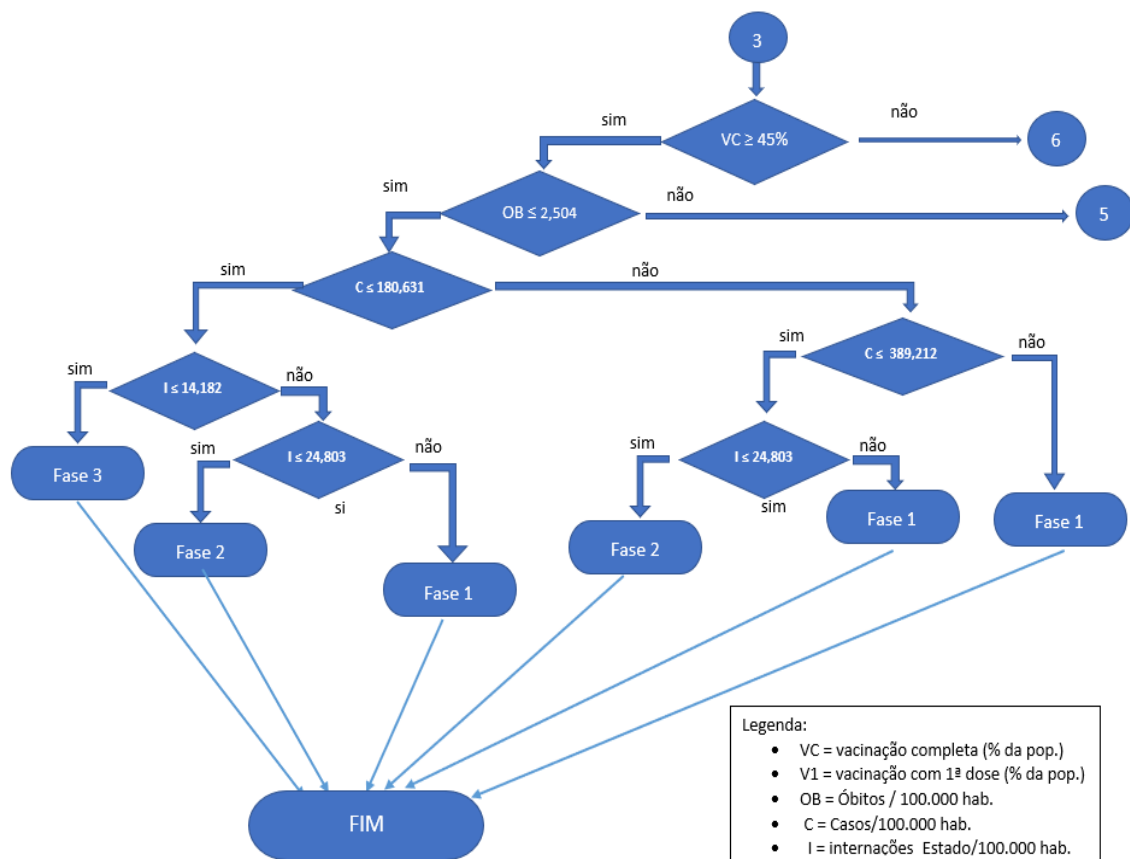 3
não
sim
VC ≥ 45%
6
sim
OB ≤ 2,504
não
5
sim
não
C ≤ 180,631
sim
não
C ≤ 389,212
sim
não
I ≤ 14,182
sim
não
I ≤ 24,803
sim
não
I ≤ 24,803
Fase 3
si
sim
Fase 1
Fase 1
Fase 2
Fase 2
Fase 1
Legenda:
• VC = vacinação completa (% da pop.)
• V1 = vacinação com 1ª dose (% da pop.)
• OB = Óbitos / 100.000 hab.
• C = Casos/100.000 hab.
• I = internações Estado/100.000 hab.
FIM